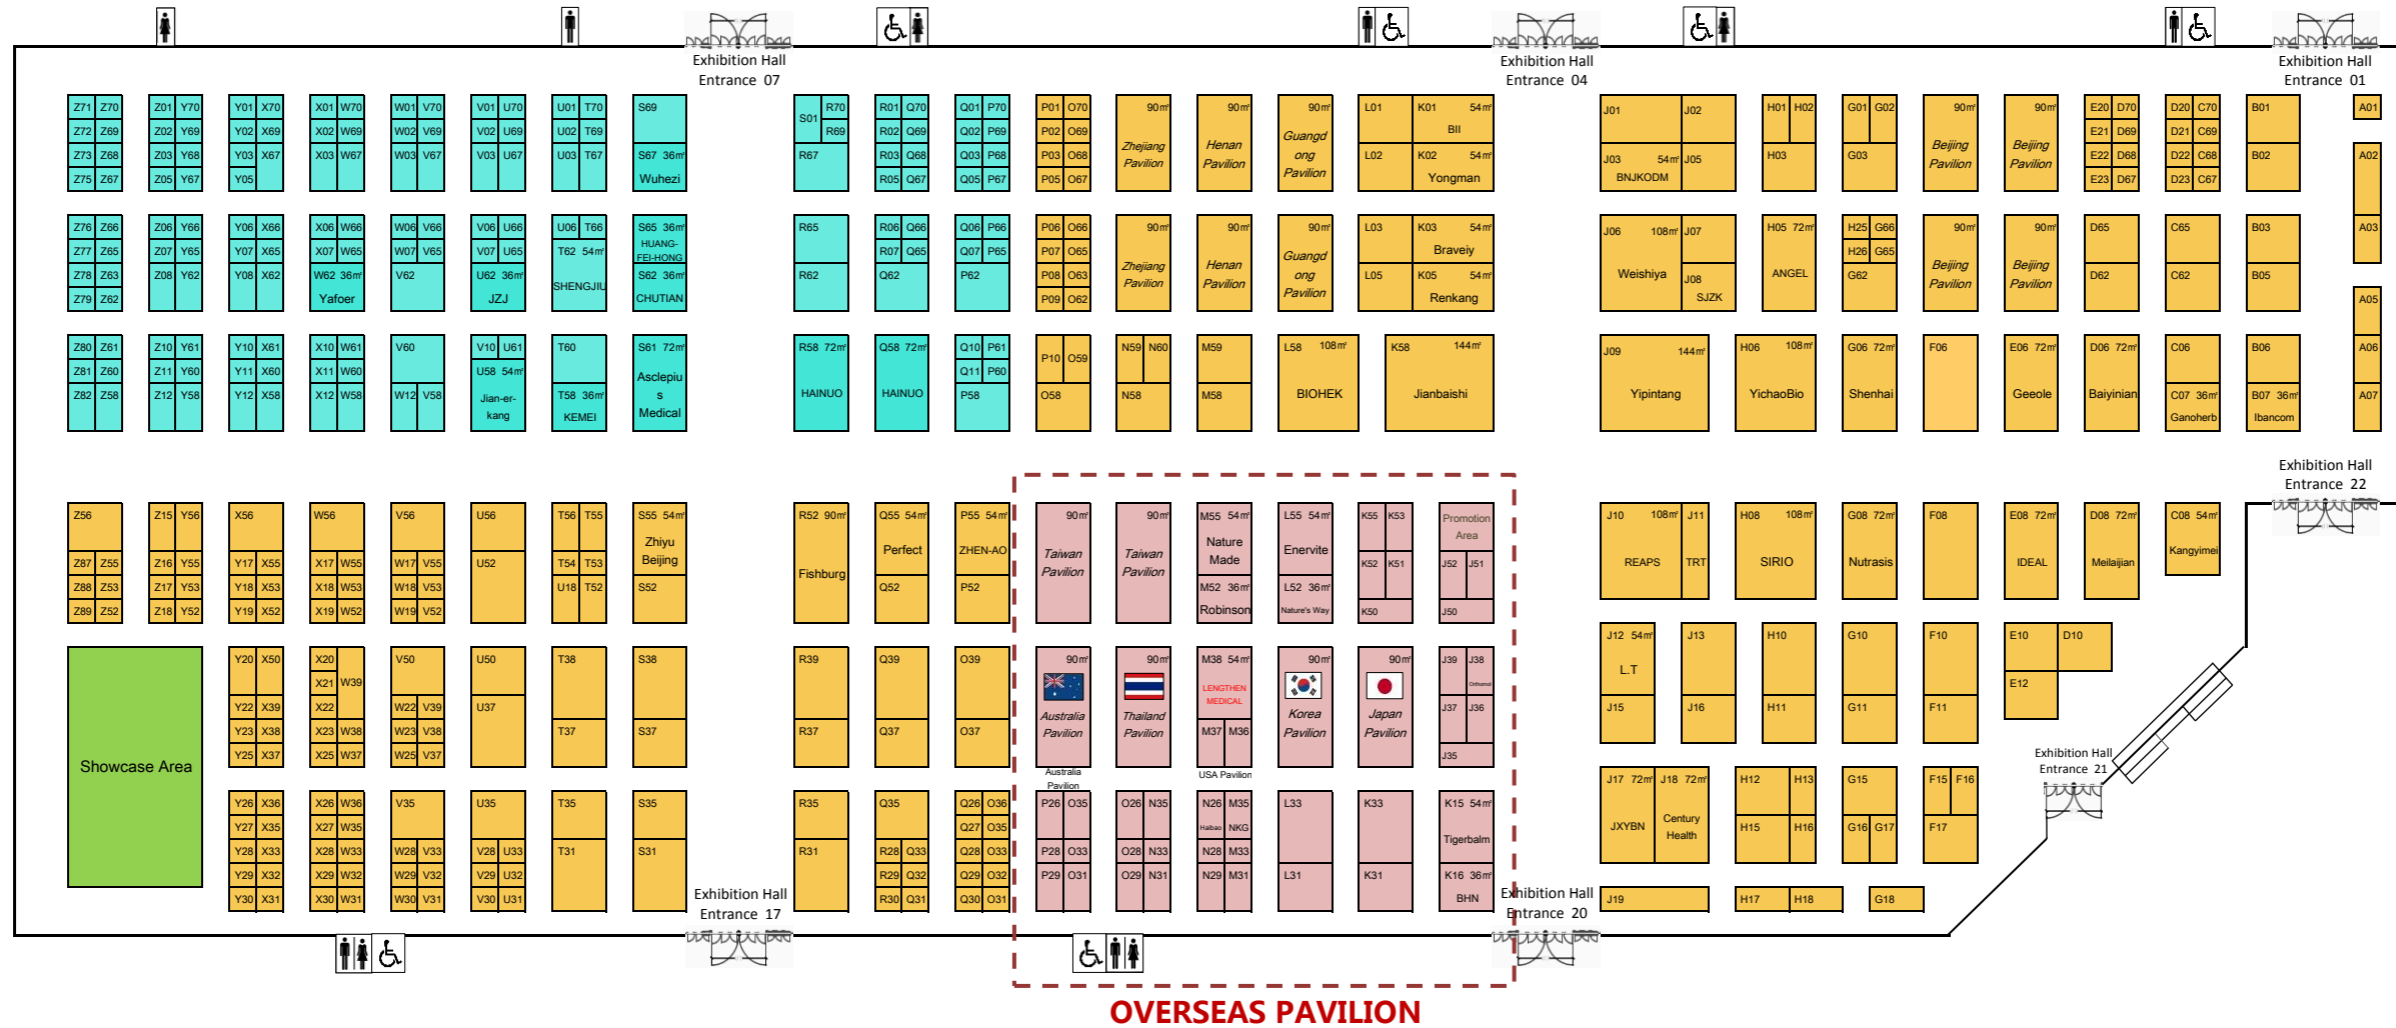 Exhibition Hall
Entrance 07
Exhibition Hall
Entrance 04
Exhibition Hall
Entrance 01
Z71 Z70 Z01 Y70 Y01 X70 X01 W70 W01 V70 V01 U70 U01 T70 S69 S01 R70 R01 Q70 Q01 P70 P01 O70 90㎡ 90㎡ 90㎡ L01 K01 54㎡ J01 J02 H01 H02 G01 G02 90㎡ 90㎡ E20 D70 D20 C70 B01 A01
Z72 Z69 Z02 Y69 Y02 X69 X02 W69 W02 V69 V02 U69 U02 T69 R69 R02 Q69 Q02 P69 P02 O69 BII E21 D69 D21 C69
Zhejiang Pavilion Henan Pavilion Guangd ong Pavilion Beijing Pavilion Beijing Pavilion
Z73 Z68 Z03 Y68 Y03 X67 X03 W67 W03 V67 V03 U67 U03 T67 S67 36㎡ R67 R03 Q68 Q03 P68 P03 O68 L02 K02 54㎡ J03 54㎡ J05 H03 G03 E22 D68 D22 C68 B02 A02
Z75 Z67 Z05 Y67 Y05 Wuhezi R05 Q67 Q05 P67 P05 O67 Yongman BNJKODM E23 D67 D23 C67
Z76 Z66 Z06 Y66 Y06 X66 X06 W66 W06 V66 V06 U66 U06 T66 S65 36㎡ R65 R06 Q66 Q06 P66 P06 O66 90㎡ 90㎡ 90㎡ L03 K03 54㎡ J06 108㎡ J07 H05 72㎡ H25 G66 90㎡ 90㎡ D65 C65 B03 A03
Z77 Z65 Z07 Y65 Y07 X65 X07 W65 W07 V65 V07 U65 T62 54㎡ HUANG-FEI-HONG R07 Q65 Q07 P65 P07 O65 Braveiy H26 G65
Zhejiang Pavilion Henan Pavilion Guangd ong Pavilion Weishiya ANGEL Beijing Pavilion Beijing Pavilion
Z78 Z63 Z08 Y62 Y08 X62 W62 36㎡ V62 U62 36㎡ S62 36㎡ R62 Q62 P62 P08 O63 L05 K05 54㎡ J08 G62 D62 C62 B05
Z79 Z62 Yafoer JZJ SHENGJIU CHUTIAN P09 O62 Renkang SJZK A05
Z80 Z61 Z10 Y61 Y10 X61 X10 W61 V60 V10 U61 T60 S61 72㎡ R58 72㎡ Q58 72㎡ Q10 P61 P10 O59 N59 N60 M59 L58 108㎡ K58 144㎡ J09 144㎡ H06 108㎡ G06 72㎡ F06 E06 72㎡ D06 72㎡ C06 B06 A06
Z81 Z60 Z11 Y60 Y11 X60 X11 W60 U58 54㎡ Asclepiu s Medical Q11 P60
Z82 Z58 Z12 Y58 Y12 X58 X12 W58 W12 V58 Jian-er-kang T58 36㎡ HAINUO HAINUO P58 O58 N58 M58 BIOHEK Jianbaishi Yipintang YichaoBio Shenhai Geeole Baiyinian C07 36㎡ B07 36㎡ A07
KEMEI Ganoherb Ibancom
Exhibition Hall
Entrance 22
Z56 Z15 Y56 X56 W56 V56 U56 T56 T55 S55 54㎡ R52 90㎡ Q55 54㎡ P55 54㎡ 90㎡ 90㎡ M55 54㎡ L55 54㎡ K55 K53 Promotion Area J10 108㎡ J11 H08 108㎡ G08 72㎡ F08 E08 72㎡ D08 72㎡ C08 54㎡
Zhiyu Beijing Perfect ZHEN-AO Taiwan Pavilion Taiwan Pavilion Nature Made Enervite Kangyimei
Z87 Z55 Z16 Y55 Y17 X55 X17 W55 W17 V55 U52 T54 T53 Fishburg K52 K51 J52 J51 REAPS TRT SIRIO Nutrasis IDEAL Meilaijian
Z88 Z53 Z17 Y53 Y18 X53 X18 W53 W18 V53 U18 T52 S52 Q52 P52 M52 36㎡ L52 36㎡
Z89 Z52 Z18 Y52 Y19 X52 X19 W52 W19 V52 Robinson Nature's Way K50 J50
Showcase Area
Y20 X50 X20 W39 V50 U50 T38 S38 R39 Q39 O39 90㎡ 90㎡ M38 54㎡ 90㎡ 90㎡ J39 J38 J12 54㎡ J13 H10 G10 F10 E10 D10
X21 LENGTHEN MEDICAL L.T E12
Y22 X39 X22 W22 V39 U37 Australia Pavilion Thailand Pavilion Korea Pavilion Japan Pavilion J37 J36 J15 J16 H11 G11 F11
Y23 X38 X23 W38 W23 V38 T37 S37 R37 Q37 O37 M37 M36
Y25 X37 X25 W37 W25 V37 J35
Australia
Pavilion
USA Pavilion
Exhibition Hall
Entrance 21
J17 72㎡ J18 72㎡ H12 H13 G15 F15 F16
JXYBN Century Health H15 H16 G16 G17 F17
Y26 X36 X26 W36 V35 U35 T35 S35 R35 Q35 Q26 O36 P26 O35 O26 N35 N26 M35 L33 K33 K15 54㎡
Y27 X35 X27 W35 Q27 O35 Haibao NKG Tigerbalm
Y28 X33 X28 W33 W28 V33 V28 U33 T31 S31 R31 R28 Q33 Q28 O33 P28 O33 O28 N33 N28 M33
Y29 X32 X29 W32 W29 V32 V29 U32 R29 Q32 Q29 O32 P29 O31 O29 N31 N29 M31 L31 K31 K16 36㎡
Y30 X31 X30 W31 W30 V31 V30 U31 R30 Q31 Q30 O31 BHN J19 H17 H18 G18
Exhibition Hall
Entrance 17
Exhibition Hall
Entrance 20
OVERSEAS PAVILION